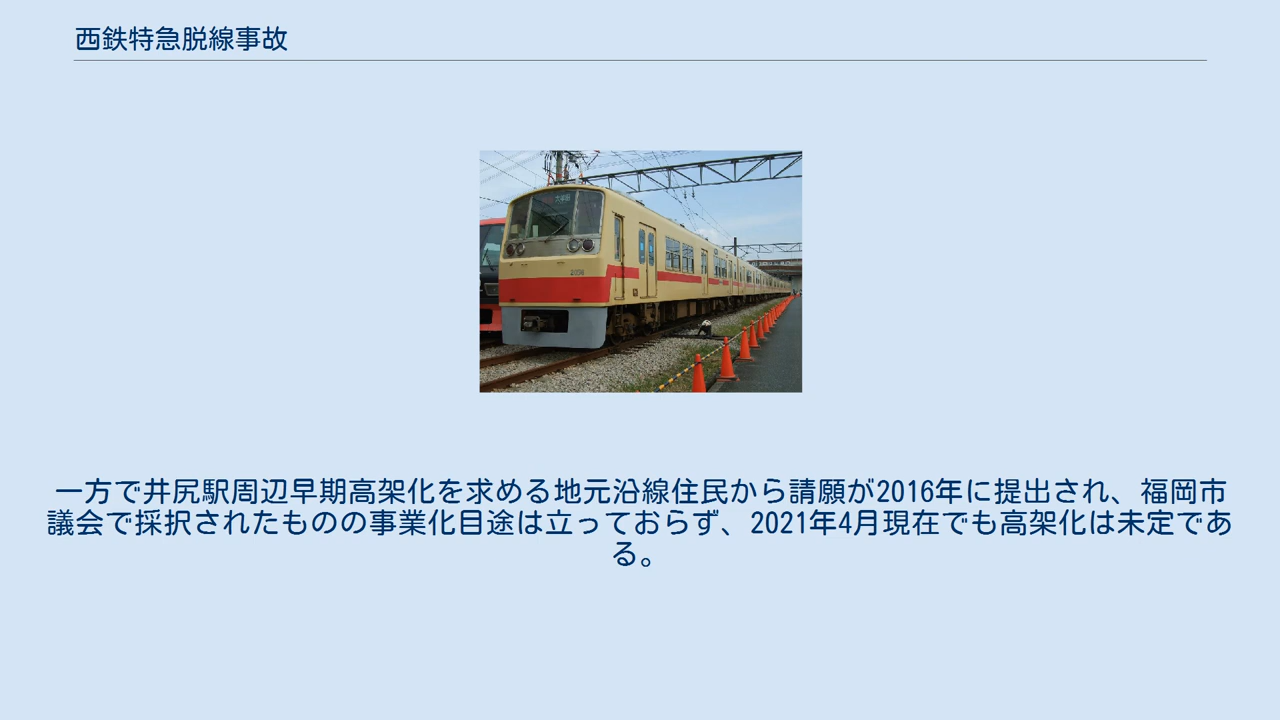 西鉄特急脱線事故
一方で井尻駅周辺早期高架化を求める地元沿線住民から請願が2016年に提出され、福岡市
議会で採択されたものの事業化目途は立っておらず、2021年4月現在でも高架化は未定であ
る。